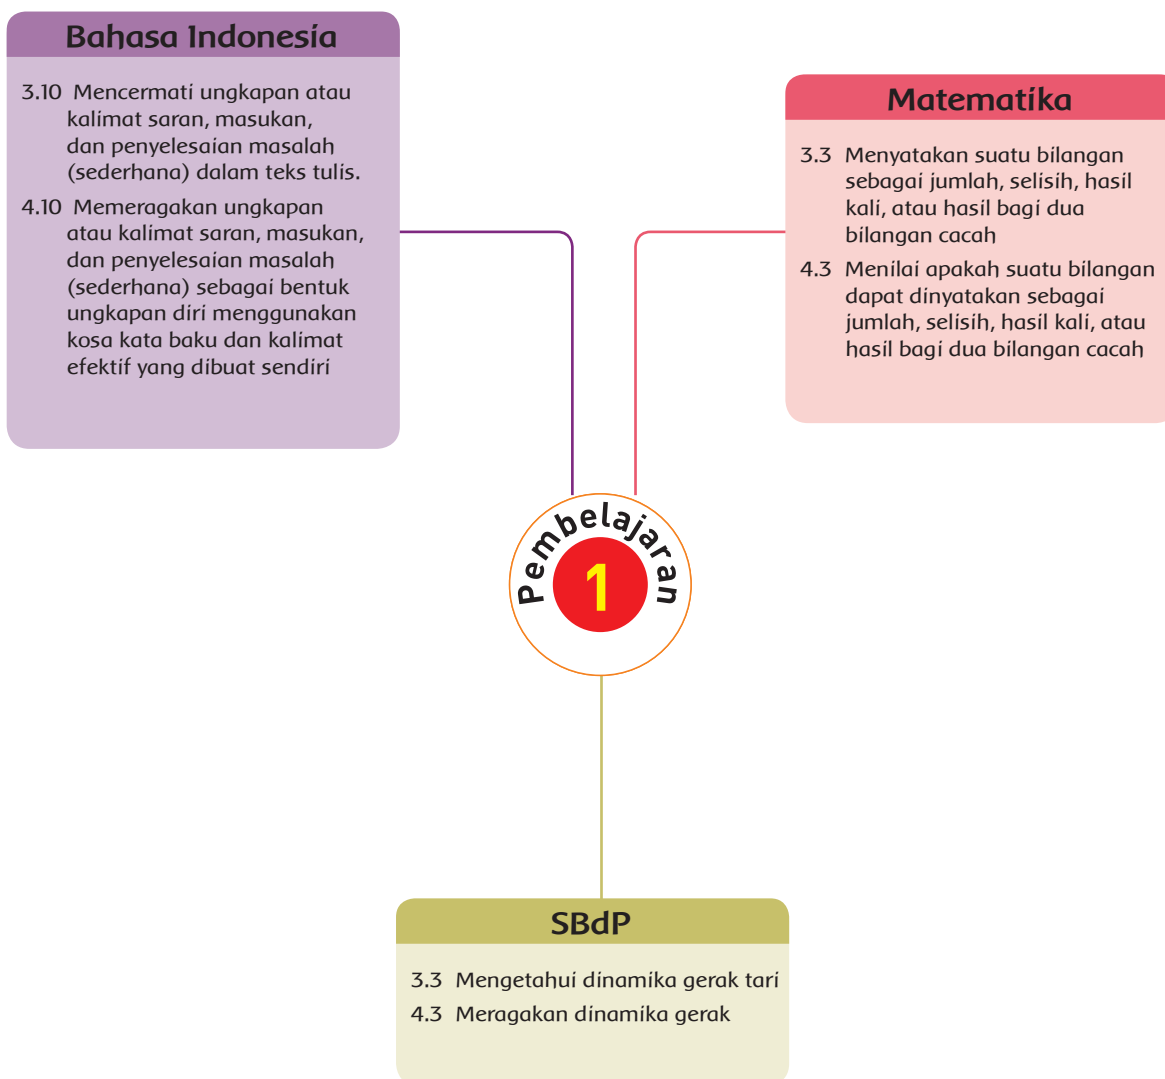 Bahasa Indonesia
3.10 Mencermati ungkapan atau
kalimat saran, masukan,
dan penyelesaian masalah
(sederhana) dalam teks tulis.
4.10 Memeragakan ungkapan
atau kalimat saran, masukan,
dan penyelesaian masalah
(sederhana) sebagai bentuk
ungkapan diri menggunakan
kosa kata baku dan kalimat
efektif yang dibuat sendiri
Matematika
3.3 Menyatakan suatu bilangan
sebagai jumlah, selisih, hasil
kali, atau hasil bagi dua
bilangan cacah
4.3 Menilai apakah suatu bilangan
dapat dinyatakan sebagai
jumlah, selisih, hasil kali, atau
hasil bagi dua bilangan cacah
Pembelajaran
1
SBdP
3.3 Mengetahui dinamika gerak tari
4.3 Meragakan dinamika gerak